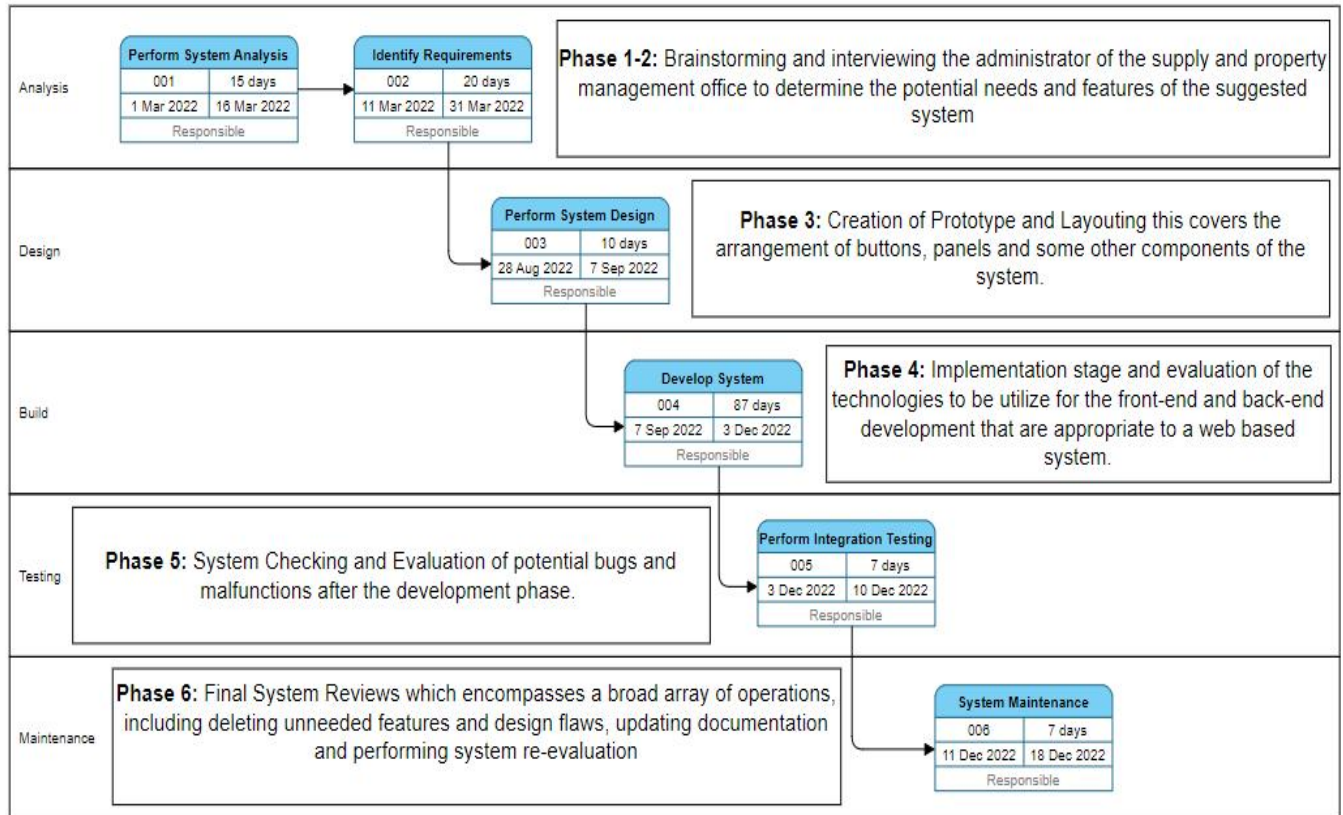 Analysis
Perform System Analysis
001 15 days
1 Mar 2022 16 Mar 2022
Responsible
Identify Requirements
002 20 days
11 Mar 2022 31 Mar 2022
Responsible
Phase 1-2: Brainstorming and interviewing the administrator of the supply and property
management office to determine the potential needs and features of the suggested
system
Design
Perform System Design
003 10 days
28 Aug 2022 7 Sep 2022
Responsible
Phase 3: Creation of Prototype and Layouting this covers the
arrangement of buttons, panels and some other components of the
system.
Build
Develop System
004 87 days
7 Sep 2022 3 Dec 2022
Responsible
Phase 4: Implementation stage and evaluation of the
technologies to be utilize for the front-end and back-end
development that are appropriate to a web based
system.
Testing
Phase 5: System Checking and Evaluation of potential bugs and
malfunctions after the development phase.
Perform Integration Testing
005 7 days
3 Dec 2022 10 Dec 2022
Responsible
Maintenance
Phase 6: Final System Reviews which encompasses a broad array of operations,
including deleting unneeded features and design flaws, updating documentation
and performing system re-evaluation
System Maintenance
006 7 days
11 Dec 2022 18 Dec 2022
Responsible